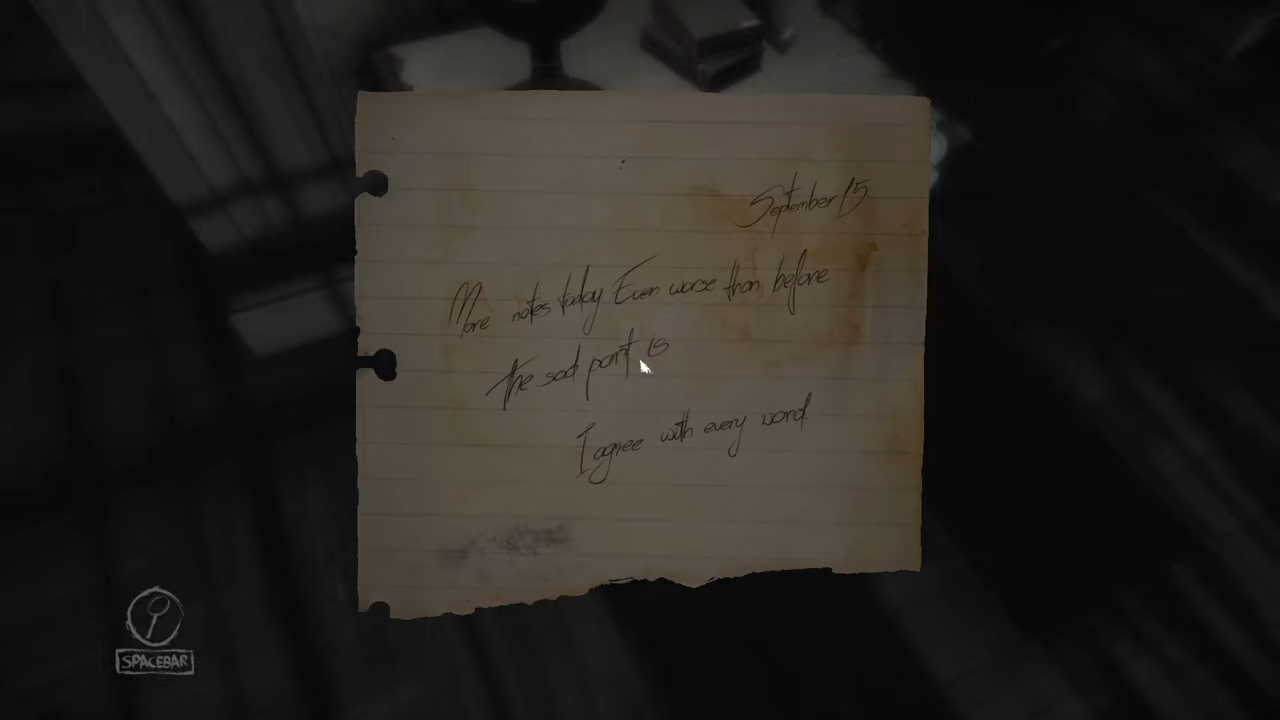 September 15
More notes today Even worse than before
the sad part is
I agree with every word.
SPACEBAR